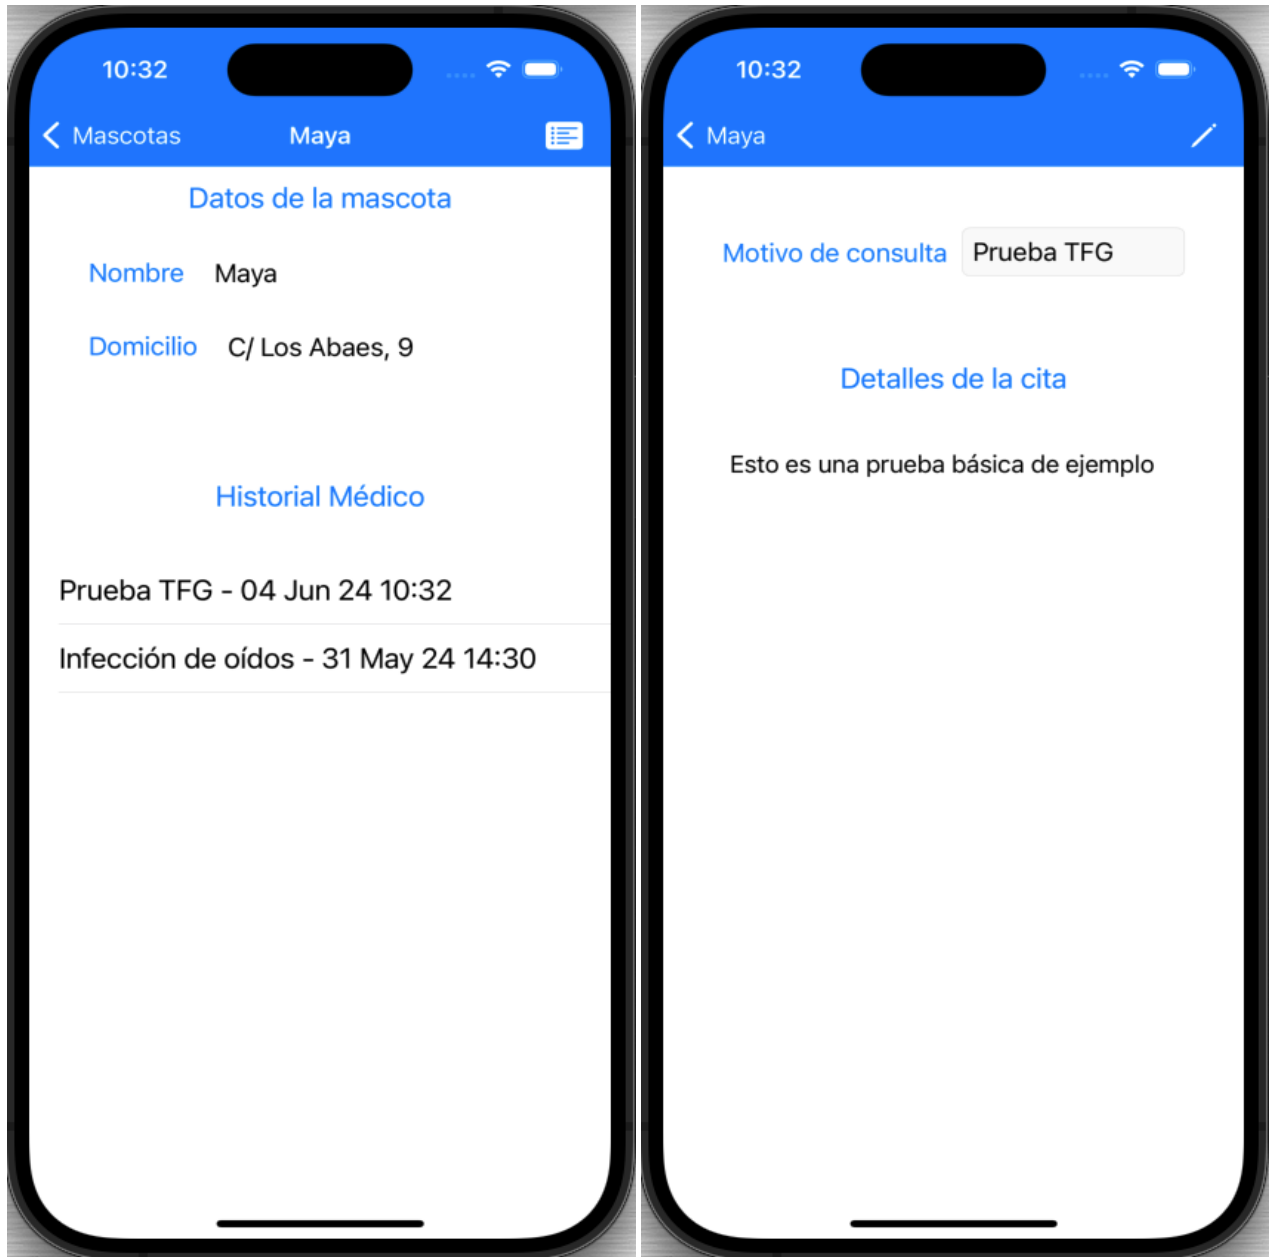 10:32
Mascotas Maya
Datos de la mascota
Nombre Maya
Domicilio C/ Los Abaes, 9
Historial Médico
Prueba TFG - 04 Jun 24 10:32
Infección de oídos - 31 May 24 14:30
10:32
Maya
Motivo de consulta Prueba TFG
Detalles de la cita
Esto es una prueba básica de ejemplo